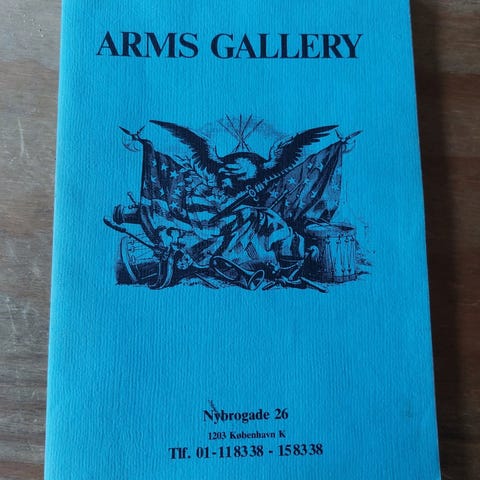 ARMS GALLERY
Nybrogade 26
1203 København K
Tlf. 01-118338 - 158338